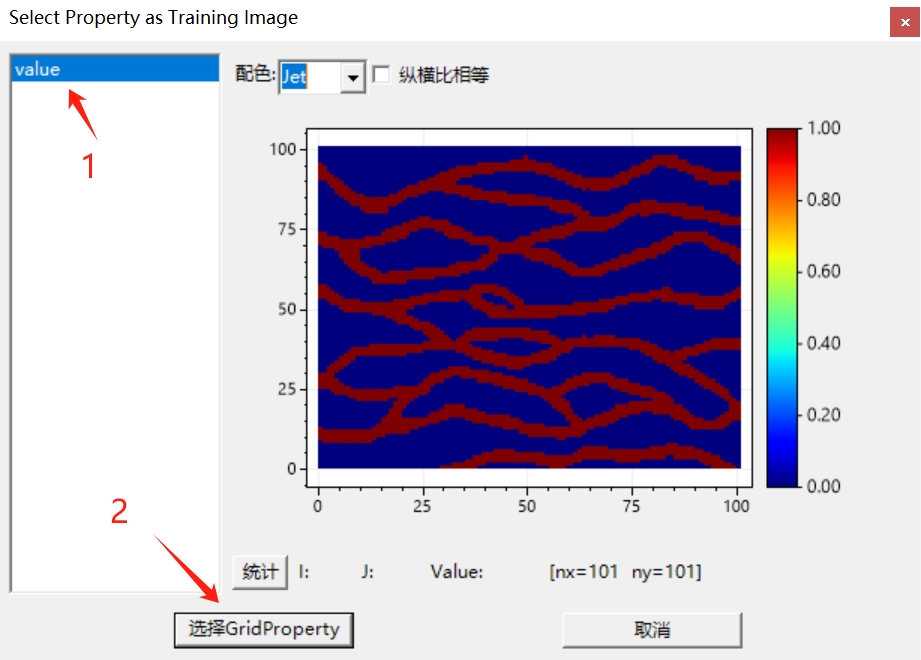 Select Property as Training Image
×
value
配色: Jet 纵横比相等
1
2
100
75
50
25
0
0 25 50 75 100
1.00
0.80
0.60
0.40
0.20
0.00
统计 I: J: Value: [nx=101 ny=101]
选择GridProperty 取消